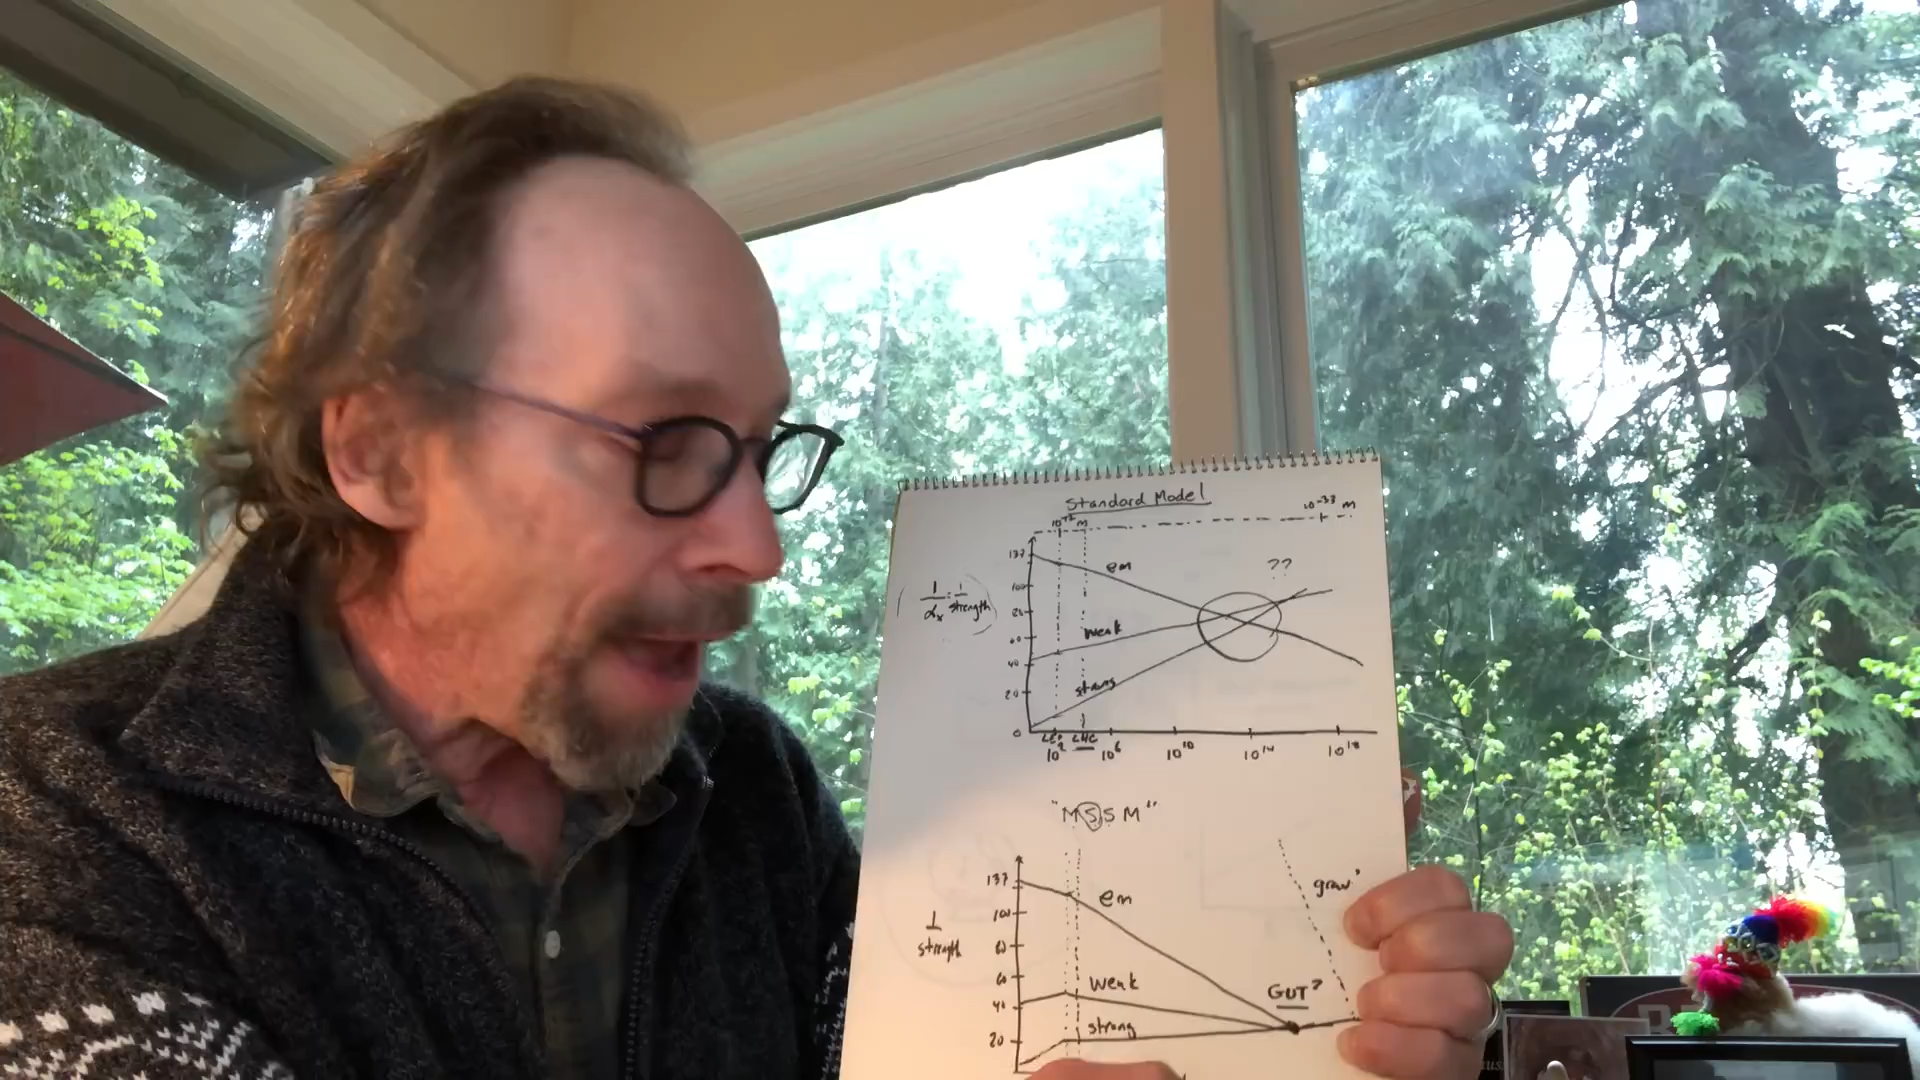 Standard Model
10⁻³³ m
137
em
??
100
1/αx = 1/strength
80
60
weak
40
20
strong
0
LEP LHC
10² 10⁶ 10¹⁰ 10¹⁴ 10¹⁸
"MSSM"
137
em
grav?
100
1/strength
80
60
weak
GUT?
40
strong
20